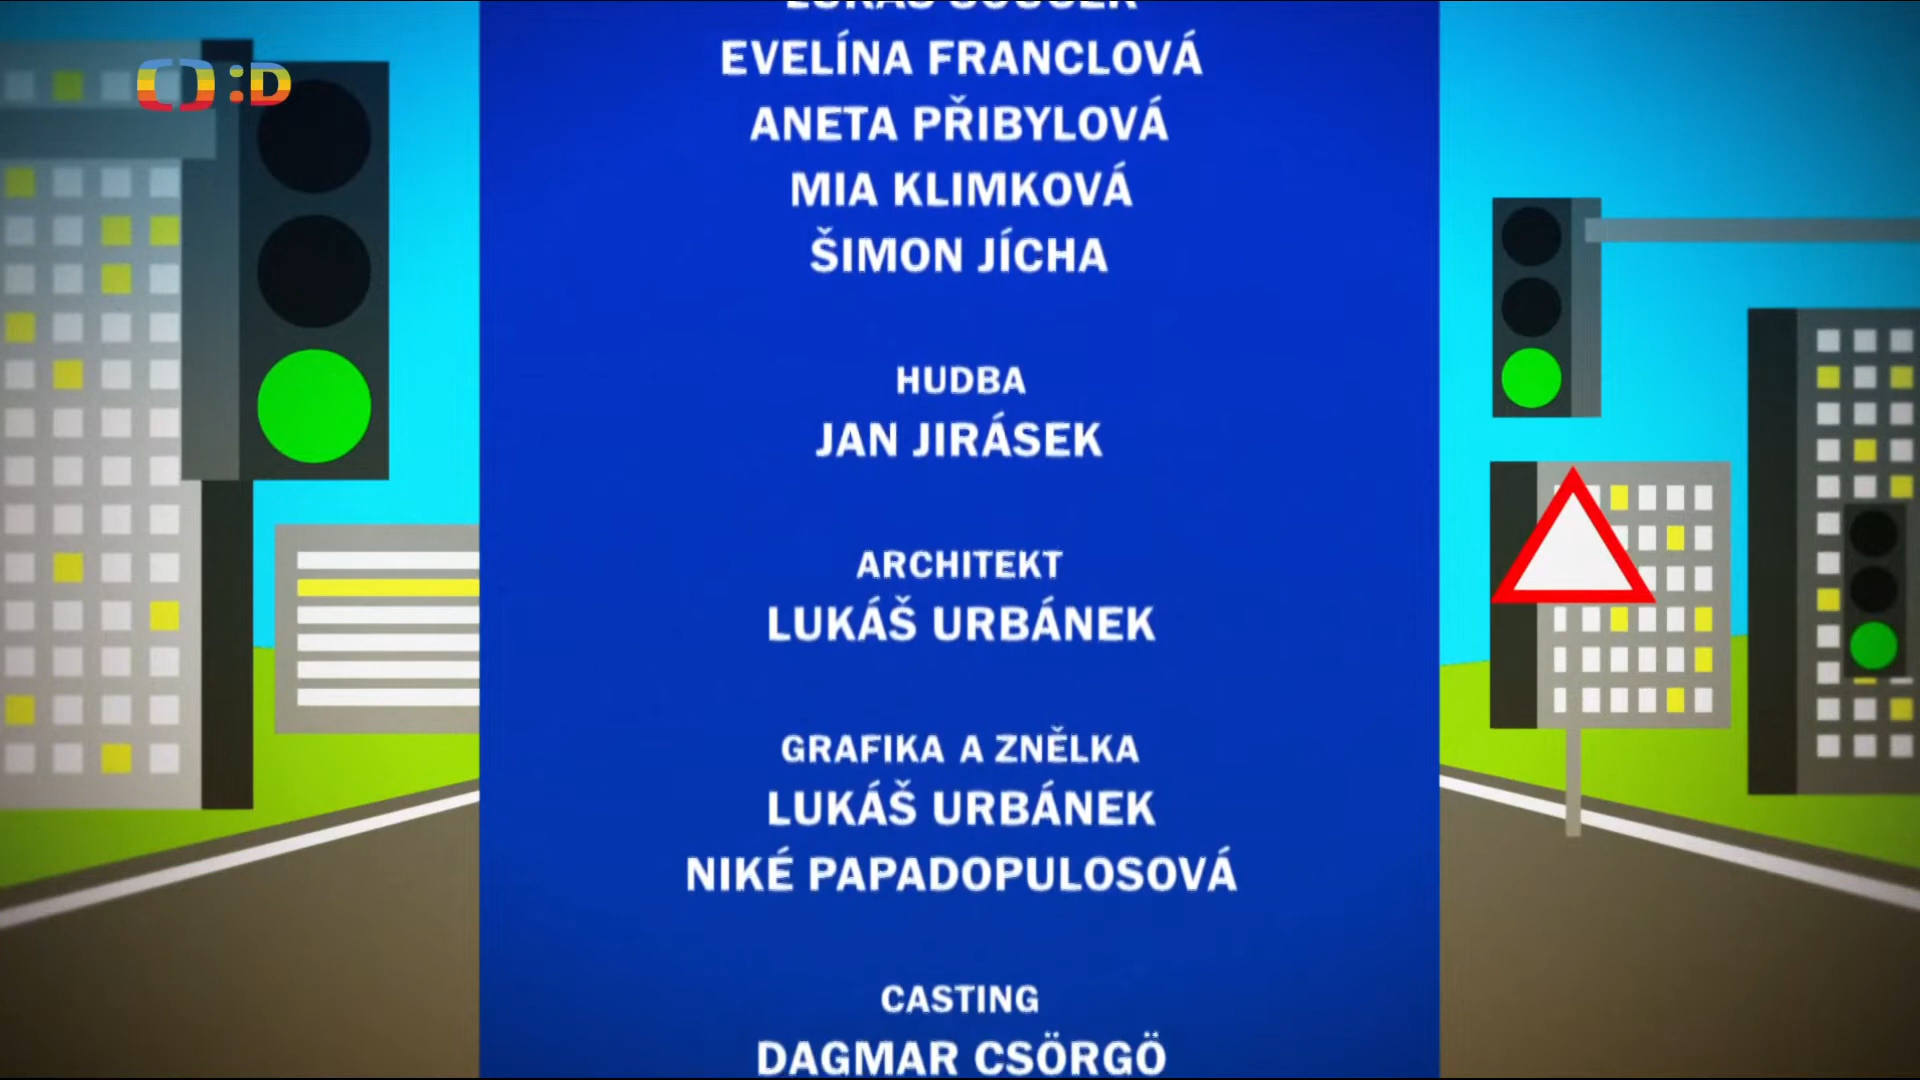 :D
EVELÍNA FRANCLOVÁ
ANETA PŘIBYLOVÁ
MIA KLIMKOVÁ
ŠIMON JÍCHA
HUDBA
JAN JIRÁSEK
ARCHITEKT
LUKÁŠ URBÁNEK
GRAFIKA A ZNĚLKA
LUKÁŠ URBÁNEK
NIKÉ PAPADOPULOSOVÁ
CASTING
DAGMAR CSÖRGÖ